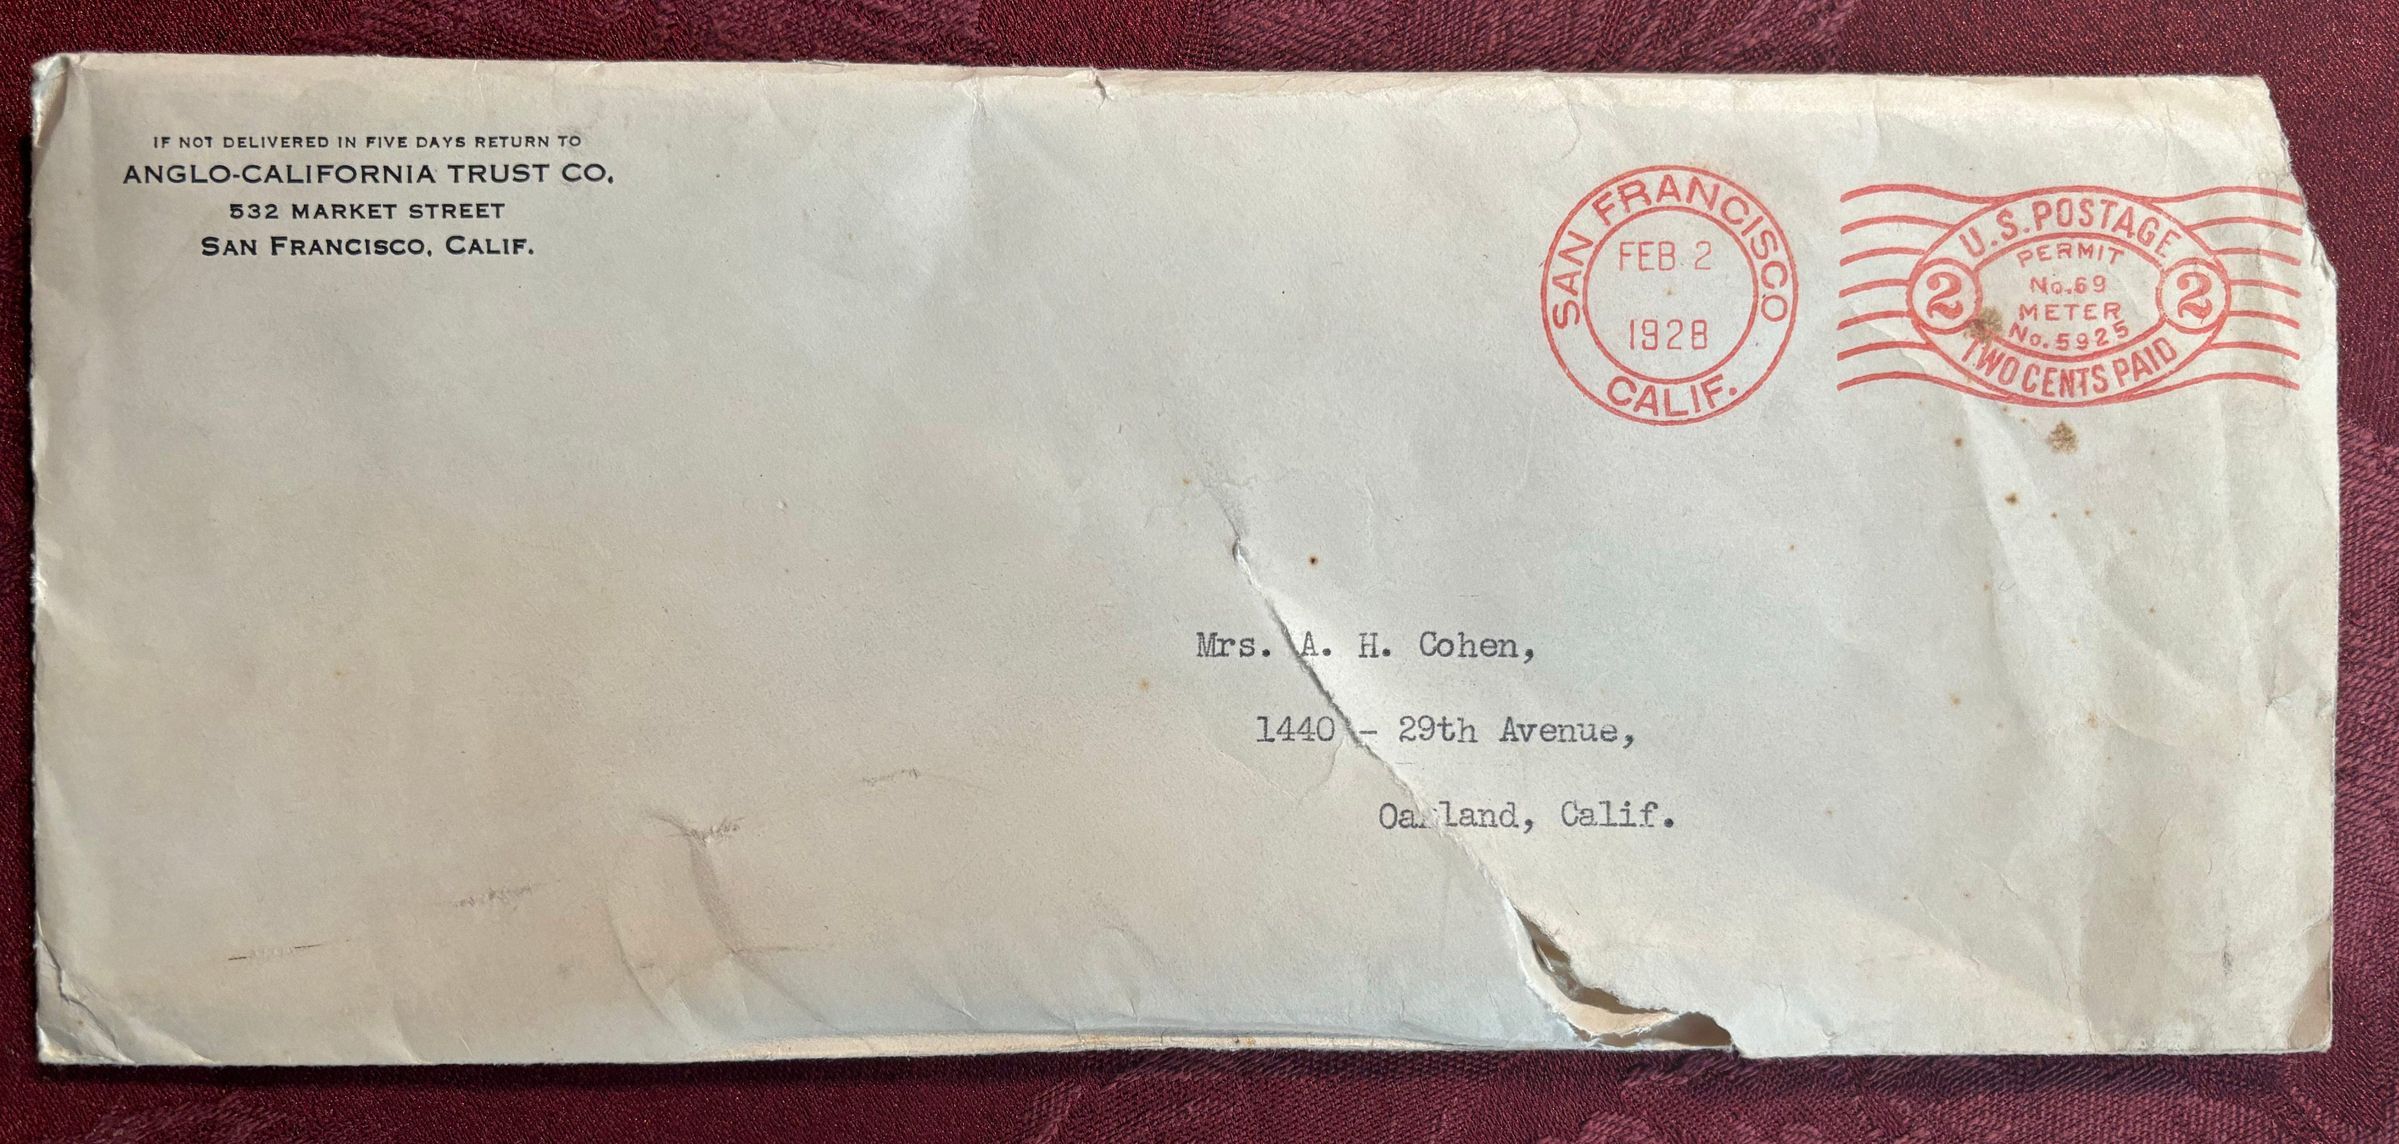 IF NOT DELIVERED IN FIVE DAYS RETURN TO
ANGLO-CALIFORNIA TRUST CO.
532 MARKET STREET
SAN FRANCISCO, CALIF.
SAN FRANCISCO
FEB 2
1928
CALIF.
U.S. POSTAGE
PERMIT
No. 69
2 2
METER
No. 5925
TWO CENTS PAID
Mrs. A. H. Cohen,
1440 - 29th Avenue,
Oakland, Calif.